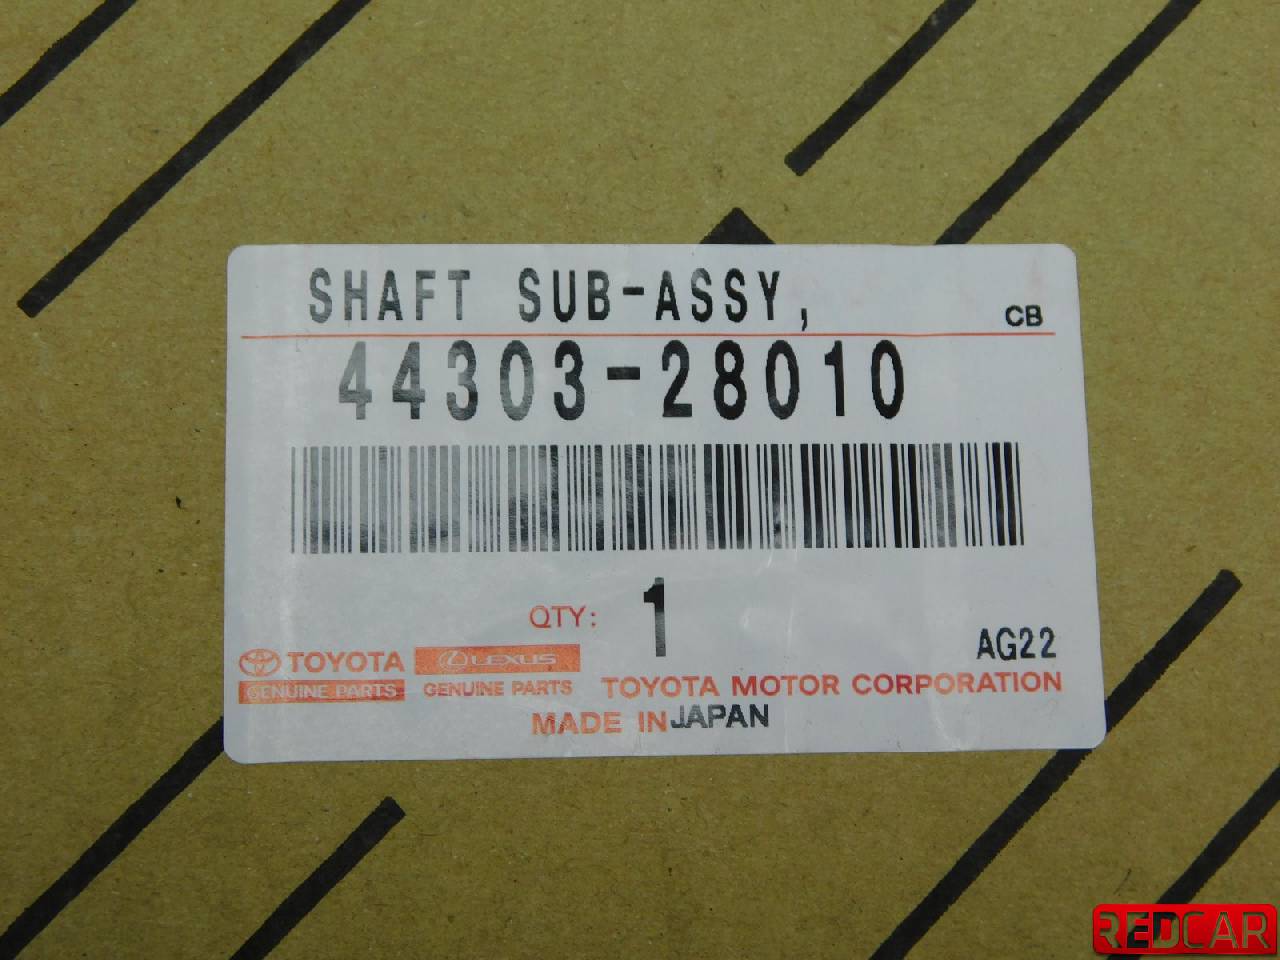 SHAFT SUB-ASSY,
CB
44303-28010
QTY: 1
AG22
TOYOTA
GENUINE PARTS
LEXUS
GENUINE PARTS
TOYOTA MOTOR CORPORATION
MADE IN JAPAN
REDCAR